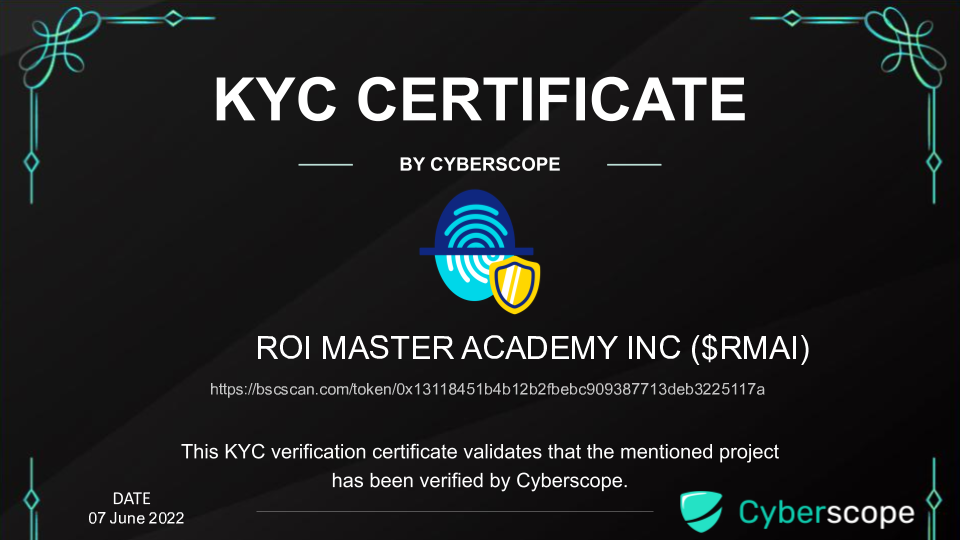 KYC CERTIFICATE
BY CYBERSCOPE
ROI MASTER ACADEMY INC ($RMAI)
https://bscscan.com/token/0x13118451b4b12b2fbebc909387713deb3225117a
This KYC verification certificate validates that the mentioned project
has been verified by Cyberscope.
DATE
07 June 2022
Cyberscope